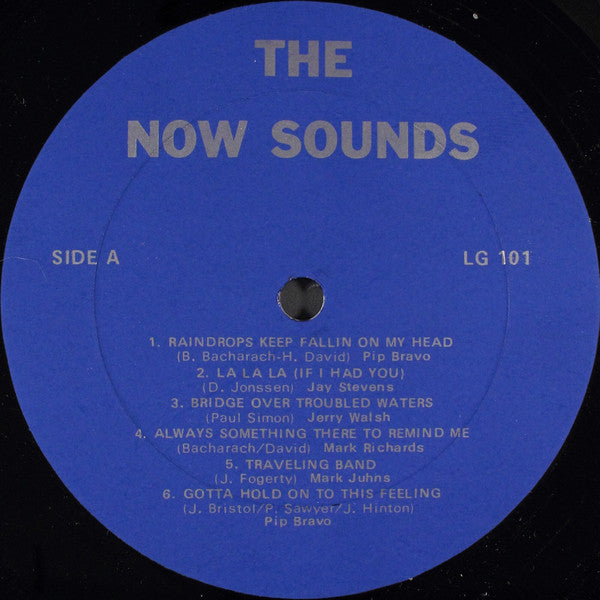 THE
NOW SOUNDS
SIDE A
LG 101
1. RAINDROPS KEEP FALLIN ON MY HEAD
(B. Bacharach-H. David) Pip Bravo
2. LA LA LA (IF I HAD YOU)
(D. Jonssen) Jay Stevens
3. BRIDGE OVER TROUBLED WATERS
(Paul Simon) Jerry Walsh
4. ALWAYS SOMETHING THERE TO REMIND ME
(Bacharach/David) Mark Richards
5. TRAVELING BAND
(J. Fogerty) Mark Juhns
6. GOTTA HOLD ON TO THIS FEELING
(J. Bristol/P. Sawyer/J. Hinton)
Pip Bravo